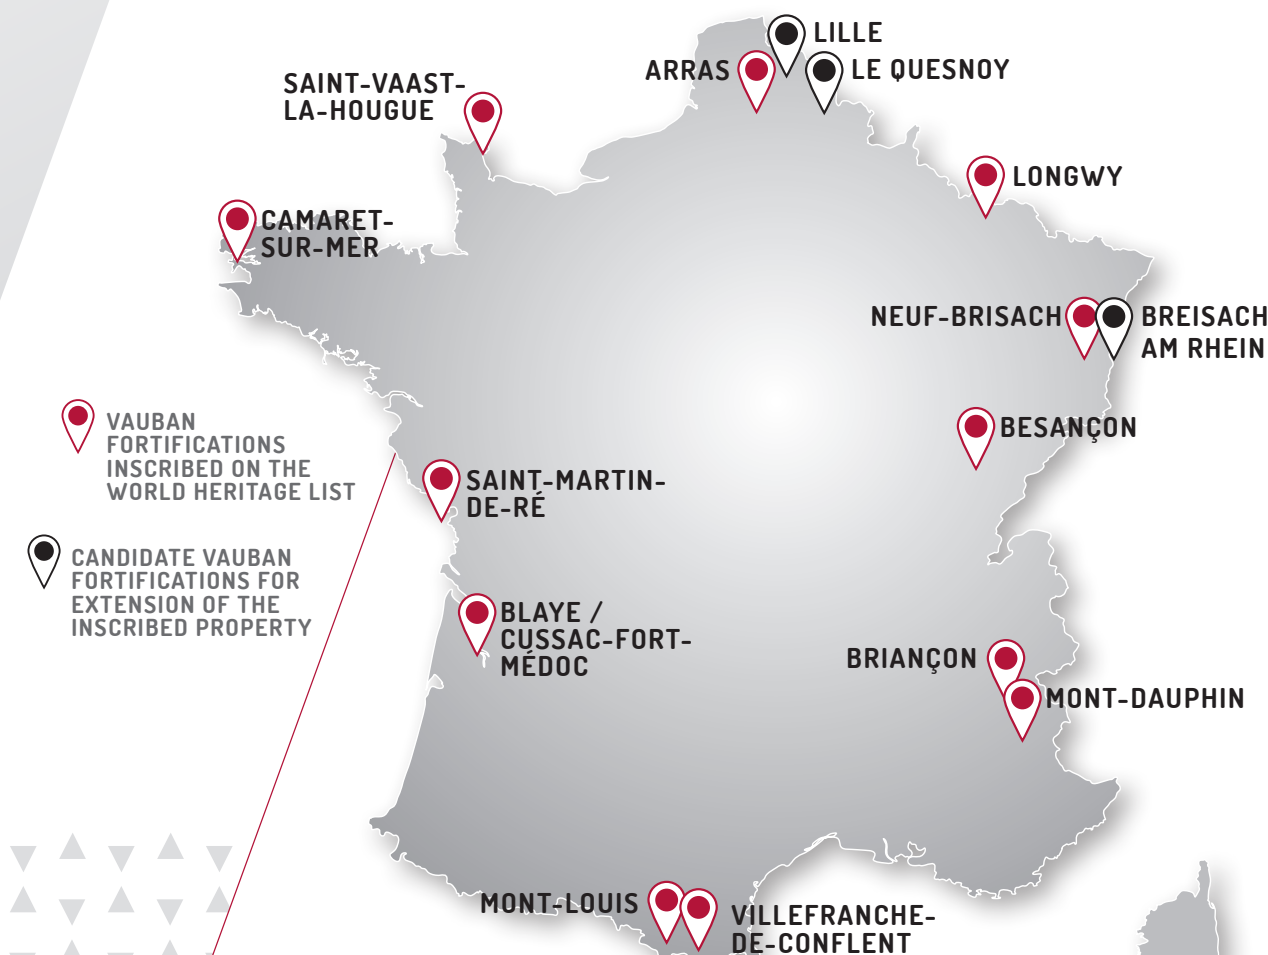 LILLE
ARRAS
LE QUESNOY
SAINT-VAAST-
LA-HOUGUE
LONGWY
CAMARET-
SUR-MER
NEUF-BRISACH
BREISACH
AM RHEIN
VAUBAN
FORTIFICATIONS
INSCRIBED ON THE
WORLD HERITAGE LIST
BESANÇON
SAINT-MARTIN-
DE-RÉ
CANDIDATE VAUBAN
FORTIFICATIONS FOR
EXTENSION OF THE
INSCRIBED PROPERTY
BLAYE /
CUSSAC-FORT-
MÉDOC
BRIANÇON
MONT-DAUPHIN
MONT-LOUIS
VILLEFRANCHE-
DE-CONFLENT